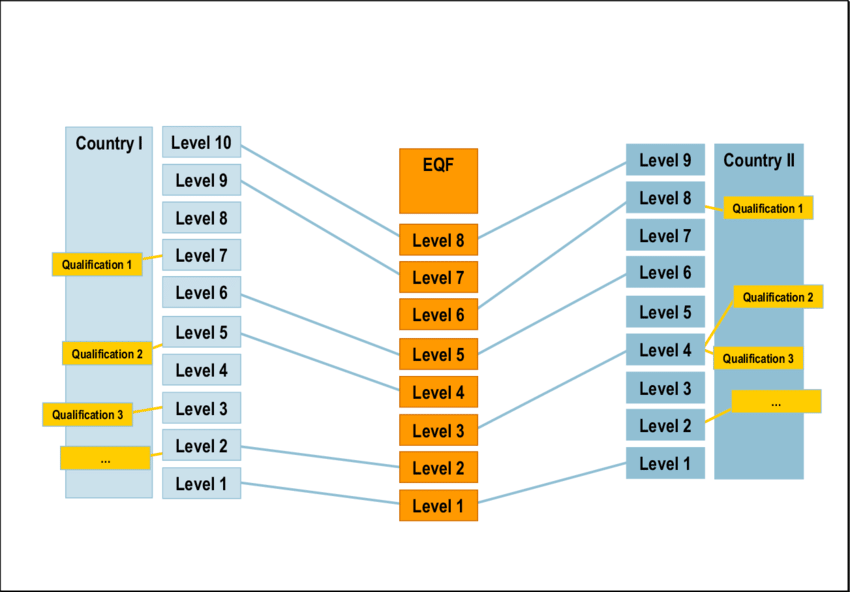 Country I
Level 10
Level 9
Level 8
Level 7
Level 6
Level 5
Level 4
Level 3
Level 2
Level 1
Qualification 1
Qualification 2
Qualification 3
...
EQF
Level 8
Level 7
Level 6
Level 5
Level 4
Level 3
Level 2
Level 1
Level 9
Level 8
Level 7
Level 6
Level 5
Level 4
Level 3
Level 2
Level 1
Country II
Qualification 1
Qualification 2
Qualification 3
...